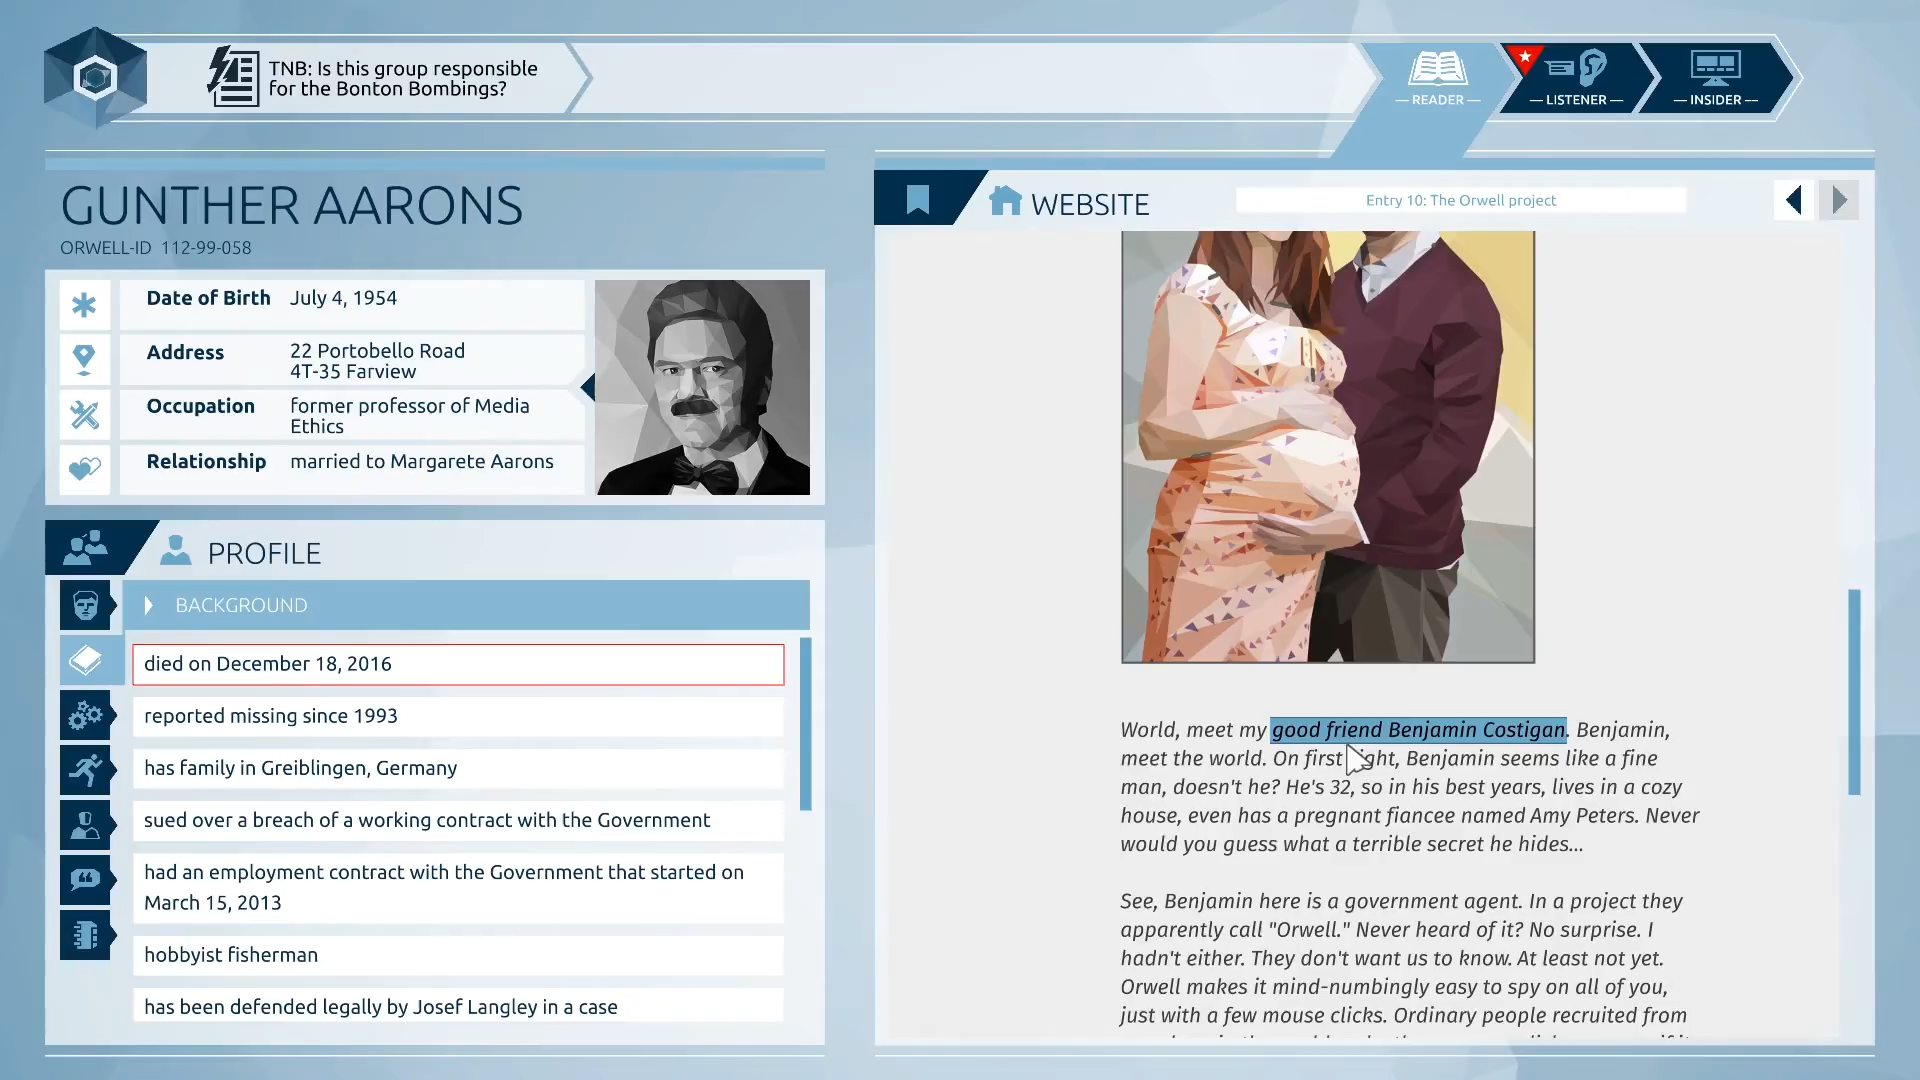 TNB: Is this group responsible
for the Bonton Bombings?
— READER —
— LISTENER —
— INSIDER —
GUNTHER AARONS
ORWELL-ID 112-99-058
Date of Birth July 4, 1954
Address 22 Portobello Road
4T-35 Farview
Occupation former professor of Media
Ethics
Relationship married to Margarete Aarons
PROFILE
BACKGROUND
died on December 18, 2016
reported missing since 1993
has family in Greiblingen, Germany
sued over a breach of a working contract with the Government
had an employment contract with the Government that started on
March 15, 2013
hobbyist fisherman
has been defended legally by Josef Langley in a case
WEBSITE
Entry 10: The Orwell project
World, meet my good friend Benjamin Costigan. Benjamin,
meet the world. On first sight, Benjamin seems like a fine
man, doesn't he? He's 32, so in his best years, lives in a cozy
house, even has a pregnant fiancee named Amy Peters. Never
would you guess what a terrible secret he hides...
See, Benjamin here is a government agent. In a project they
apparently call "Orwell." Never heard of it? No surprise. I
hadn't either. They don't want us to know. At least not yet.
Orwell makes it mind-numbingly easy to spy on all of you,
just with a few mouse clicks. Ordinary people recruited from